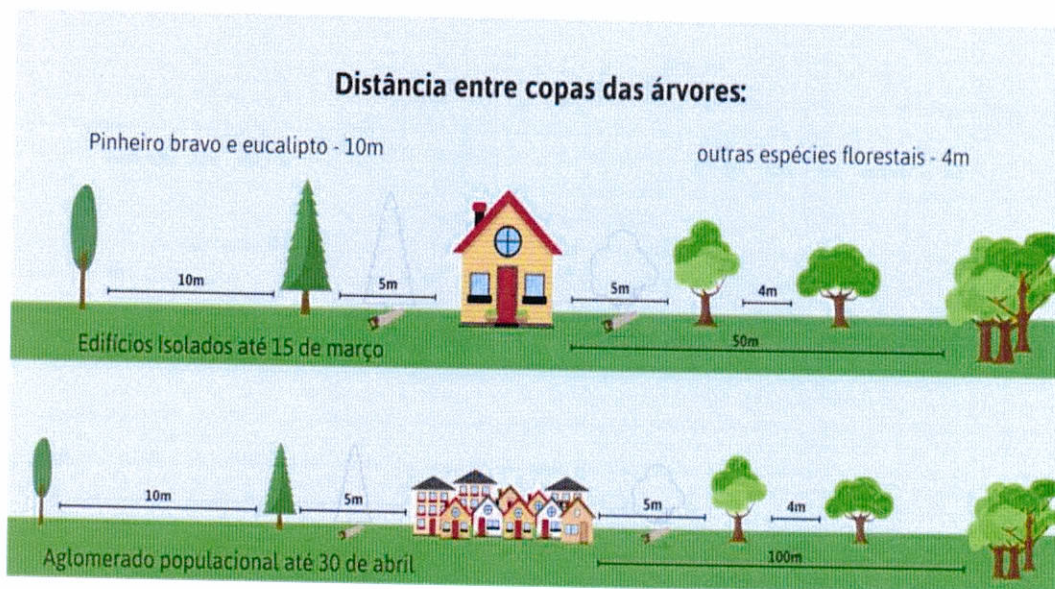 Distância entre copas das árvores:
Pinheiro bravo e eucalipto - 10m
outras espécies florestais - 4m
10m
5m
5m
4m
50m
Edifícios Isolados até 15 de março
10m
5m
5m
4m
100m
Aglomerado populacional até 30 de abril